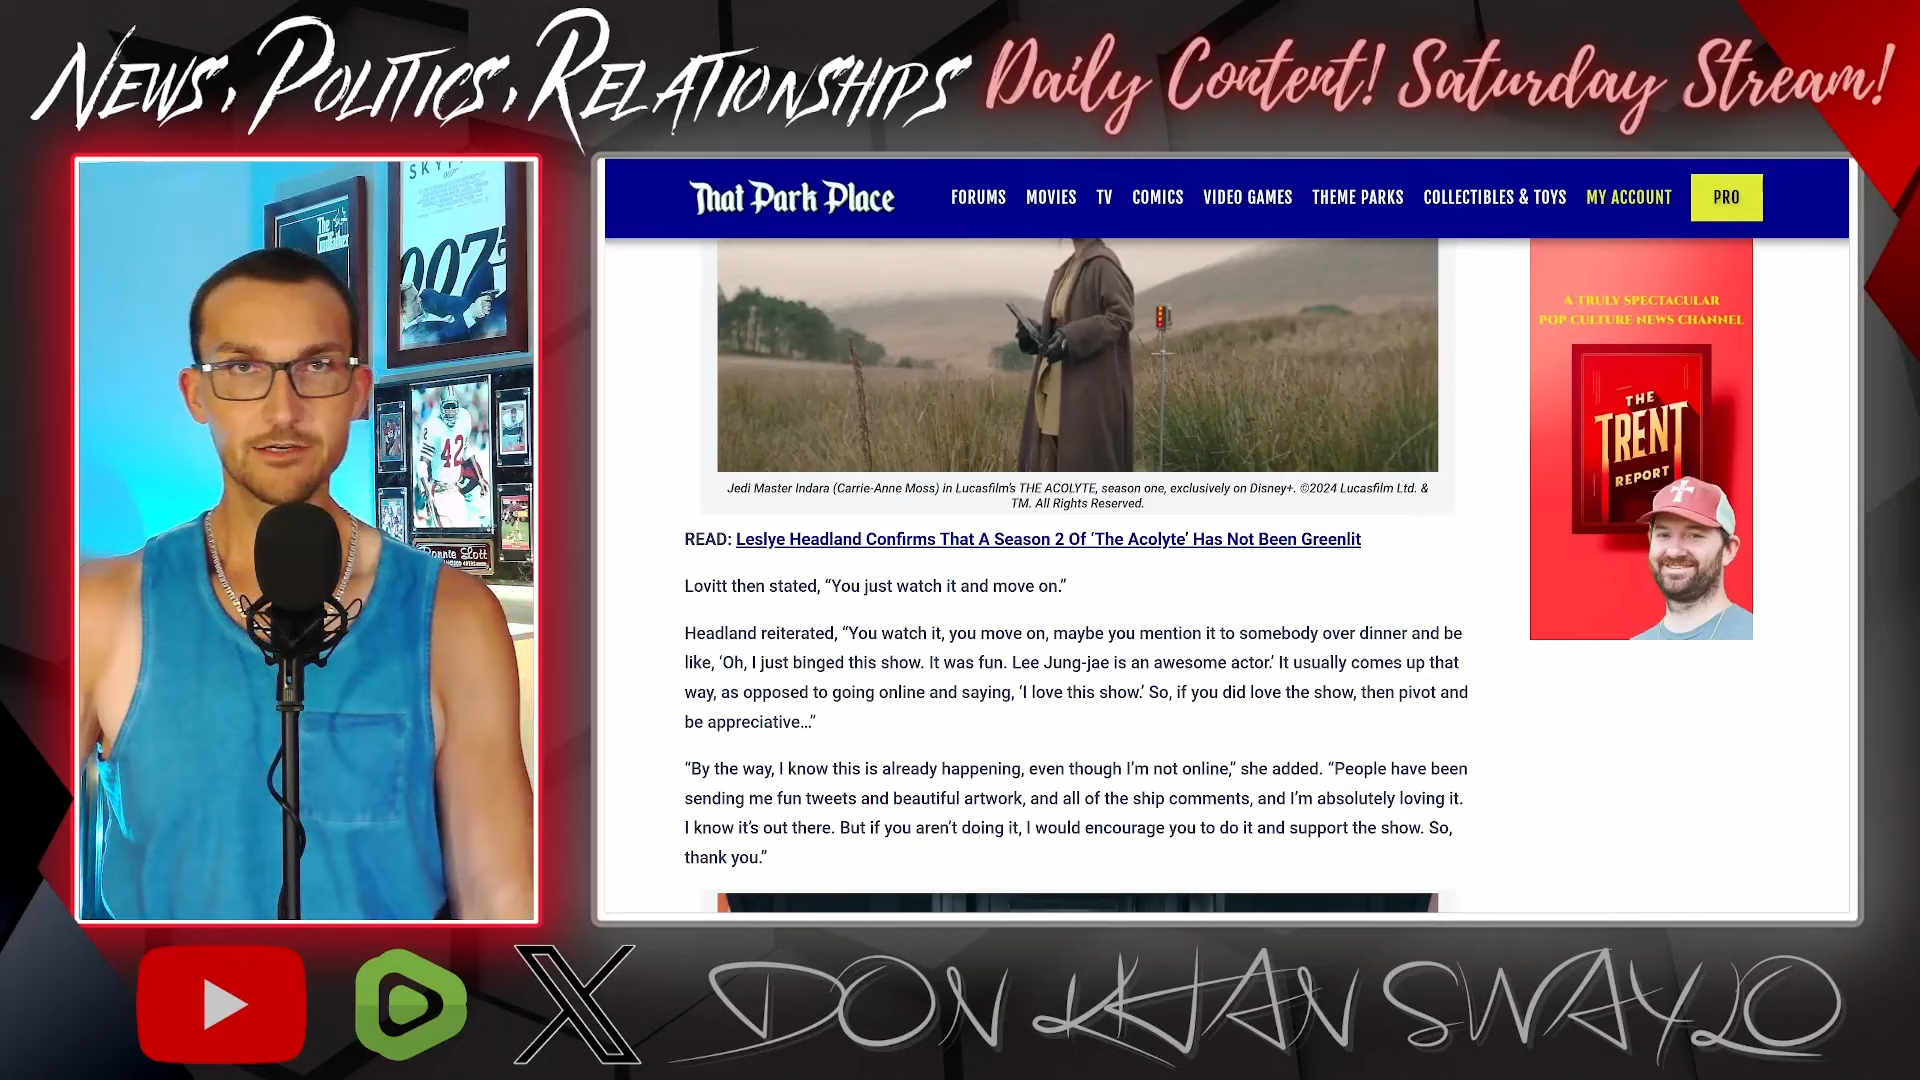 NEWS, POLITICS, RELATIONSHIPS
Daily Content! Saturday Stream!
SKYF
007
The
Godfather
007
42
Ronnie Lott
That Park Place
FORUMS MOVIES TV COMICS VIDEO GAMES THEME PARKS COLLECTIBLES & TOYS MY ACCOUNT PRO
Jedi Master Indara (Carrie-Anne Moss) in Lucasfilm's THE ACOLYTE, season one, exclusively on Disney+. ©2024 Lucasfilm Ltd. &
TM. All Rights Reserved.
READ: Leslye Headland Confirms That A Season 2 Of ‘The Acolyte’ Has Not Been Greenlit
Lovitt then stated, “You just watch it and move on.”
Headland reiterated, “You watch it, you move on, maybe you mention it to somebody over dinner and be
like, ‘Oh, I just binged this show. It was fun. Lee Jung-jae is an awesome actor.’ It usually comes up that
way, as opposed to going online and saying, ‘I love this show.’ So, if you did love the show, then pivot and
be appreciative…”
“By the way, I know this is already happening, even though I’m not online,” she added. “People have been
sending me fun tweets and beautiful artwork, and all of the ship comments, and I’m absolutely loving it.
I know it’s out there. But if you aren’t doing it, I would encourage you to do it and support the show. So,
thank you.”
A TRULY SPECTACULAR
POP CULTURE NEWS CHANNEL
THE
TRENT
REPORT
DON KHAN SWAYLO